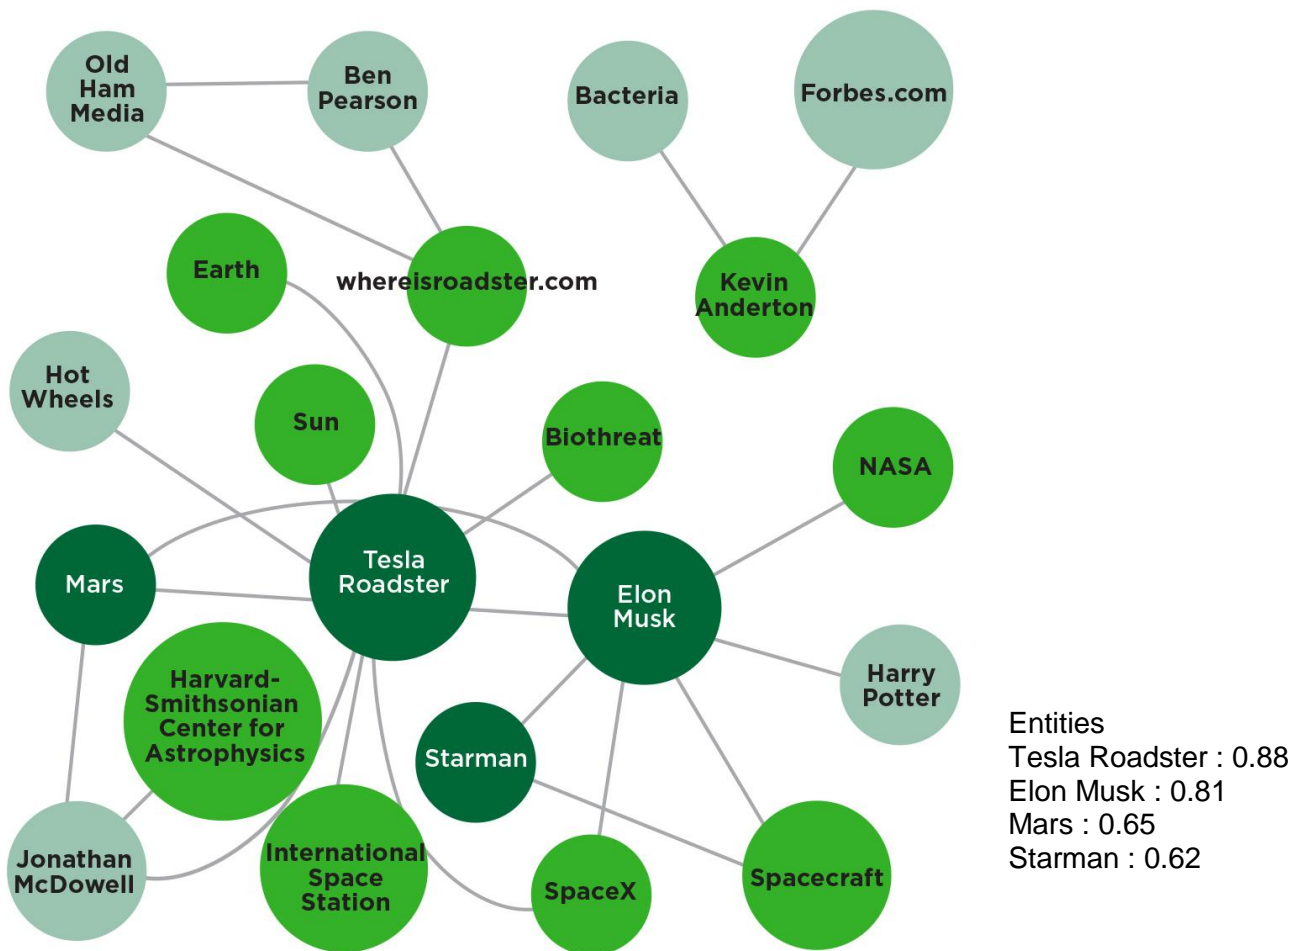 Old
Ham
Media
Ben
Pearson
Bacteria
Forbes.com
Earth
whereisroadster.com
Kevin
Anderton
Hot
Wheels
Sun
Biothreat
NASA
Mars
Tesla
Roadster
Elon
Musk
Harvard-
Smithsonian
Center for
Astrophysics
Starman
Harry
Potter
Jonathan
McDowell
International
Space
Station
SpaceX
Spacecraft
Entities
Tesla Roadster : 0.88
Elon Musk : 0.81
Mars : 0.65
Starman : 0.62